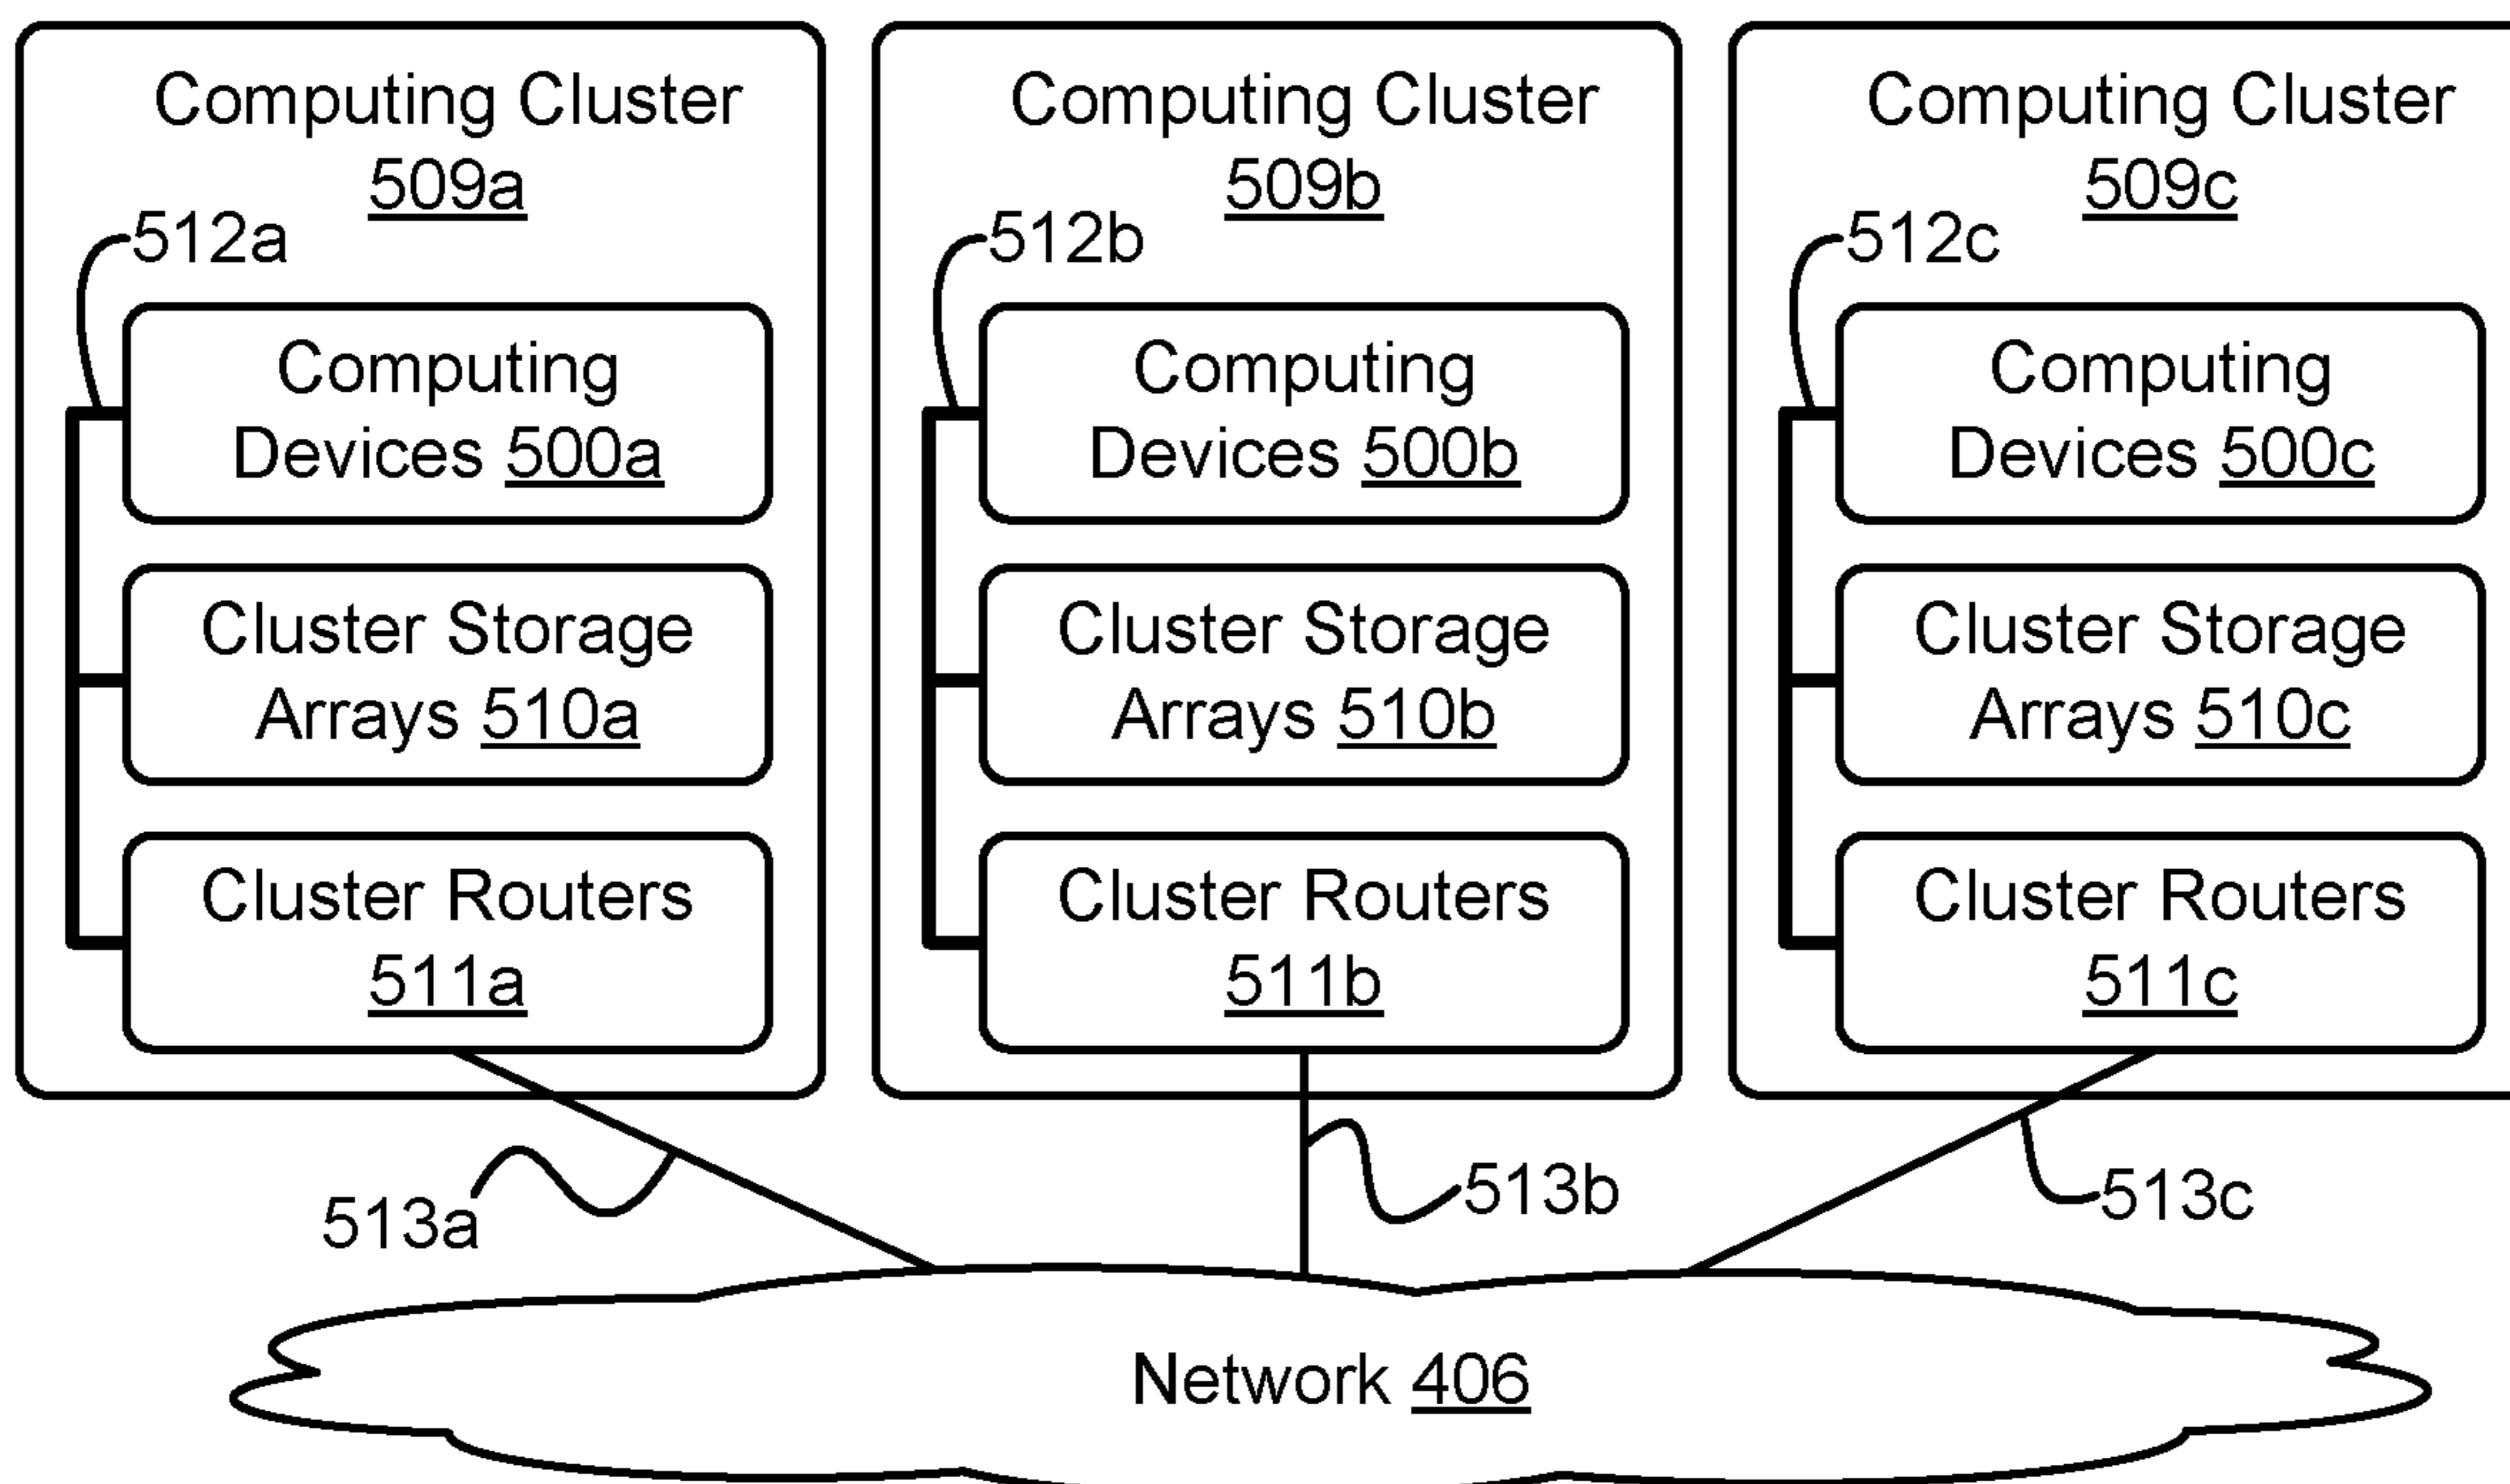 Computing Cluster
509a
512a
Computing
Devices 500a
Cluster Storage
Arrays 510a
Cluster Routers
511a
Computing Cluster
509b
512b
Computing
Devices 500b
Cluster Storage
Arrays 510b
Cluster Routers
511b
Computing Cluster
509c
512c
Computing
Devices 500c
Cluster Storage
Arrays 510c
Cluster Routers
511c
513a
513b
513c
Network 406